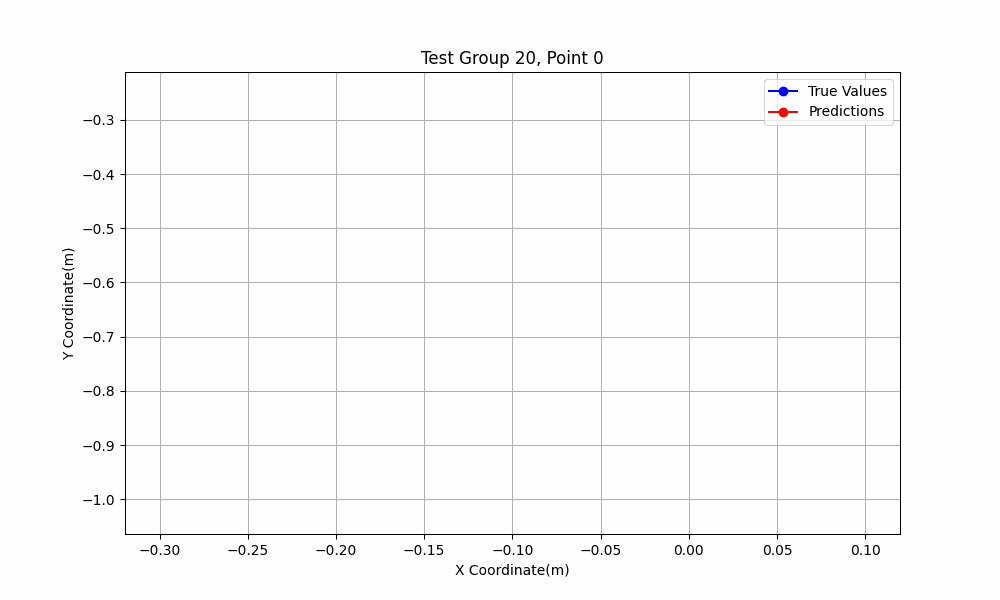 Test Group 20, Point 0
True Values
Predictions
−0.3
−0.4
−0.5
−0.6
−0.7
−0.8
−0.9
−1.0
Y Coordinate(m)
−0.30 −0.25 −0.20 −0.15 −0.10 −0.05 0.00 0.05 0.10
X Coordinate(m)